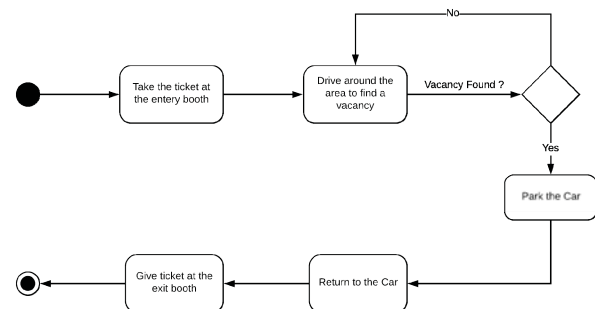 No
Take the ticket at
the entery booth
Drive around the
area to find a
vacancy
Vacancy Found ?
Yes
Park the Car
Give ticket at the
exit booth
Return to the Car